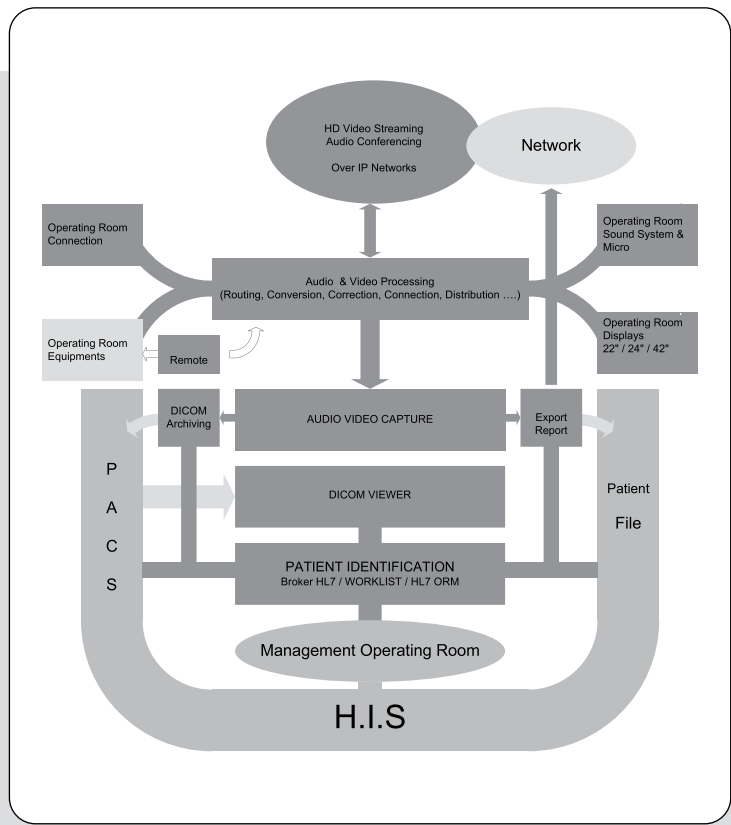 HD Video Streaming
Audio Conferencing
Over IP Networks
Network
Operating Room
Connection
Operating Room
Sound System &
Micro
Audio & Video Processing
(Routing, Conversion, Correction, Connection, Distribution ....)
Operating Room
Equipments
Remote
Operating Room
Displays
22" / 24" / 42"
DICOM
Archiving
AUDIO VIDEO CAPTURE
Export
Report
P
A
C
S
DICOM VIEWER
Patient
File
PATIENT IDENTIFICATION
Broker HL7 / WORKLIST / HL7 ORM
Management Operating Room
H.I.S